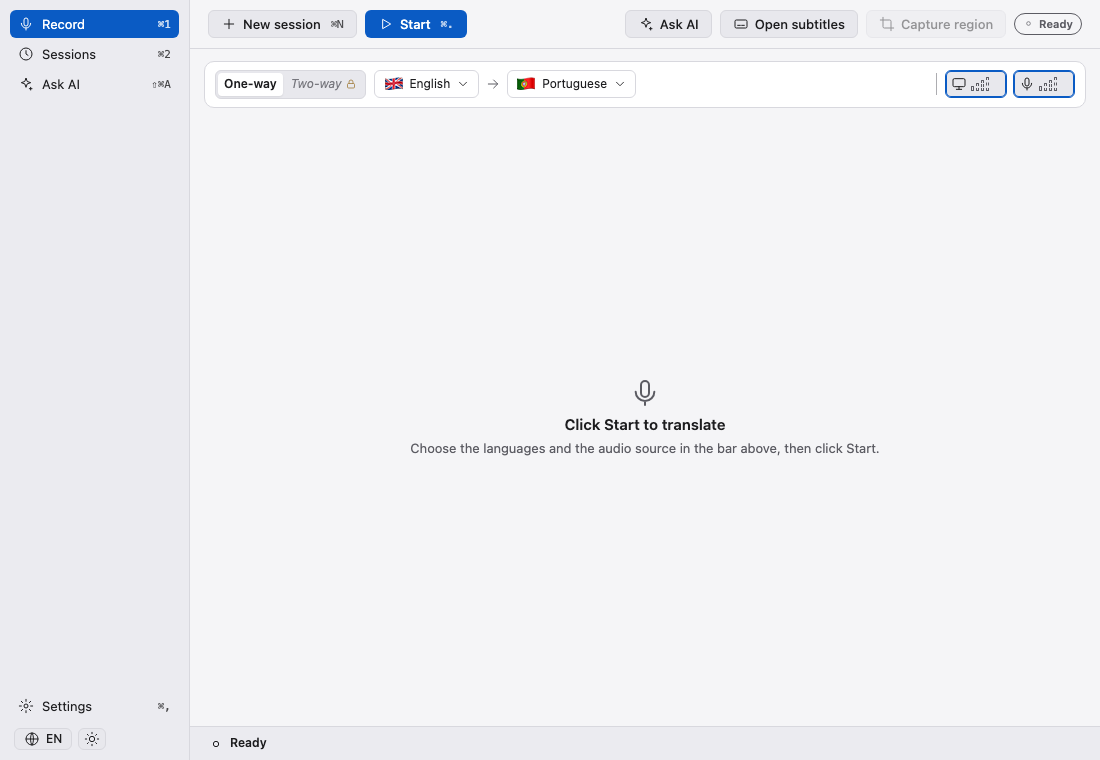 Record ⌘1
Sessions ⌘2
Ask AI ⇧⌘A
New session ⌘N
Start ⌘.
Ask AI
Open subtitles
Capture region
Ready
One-way
Two-way
English
Portuguese
Click Start to translate
Choose the languages and the audio source in the bar above, then click Start.
Settings ⌘,
EN
Ready